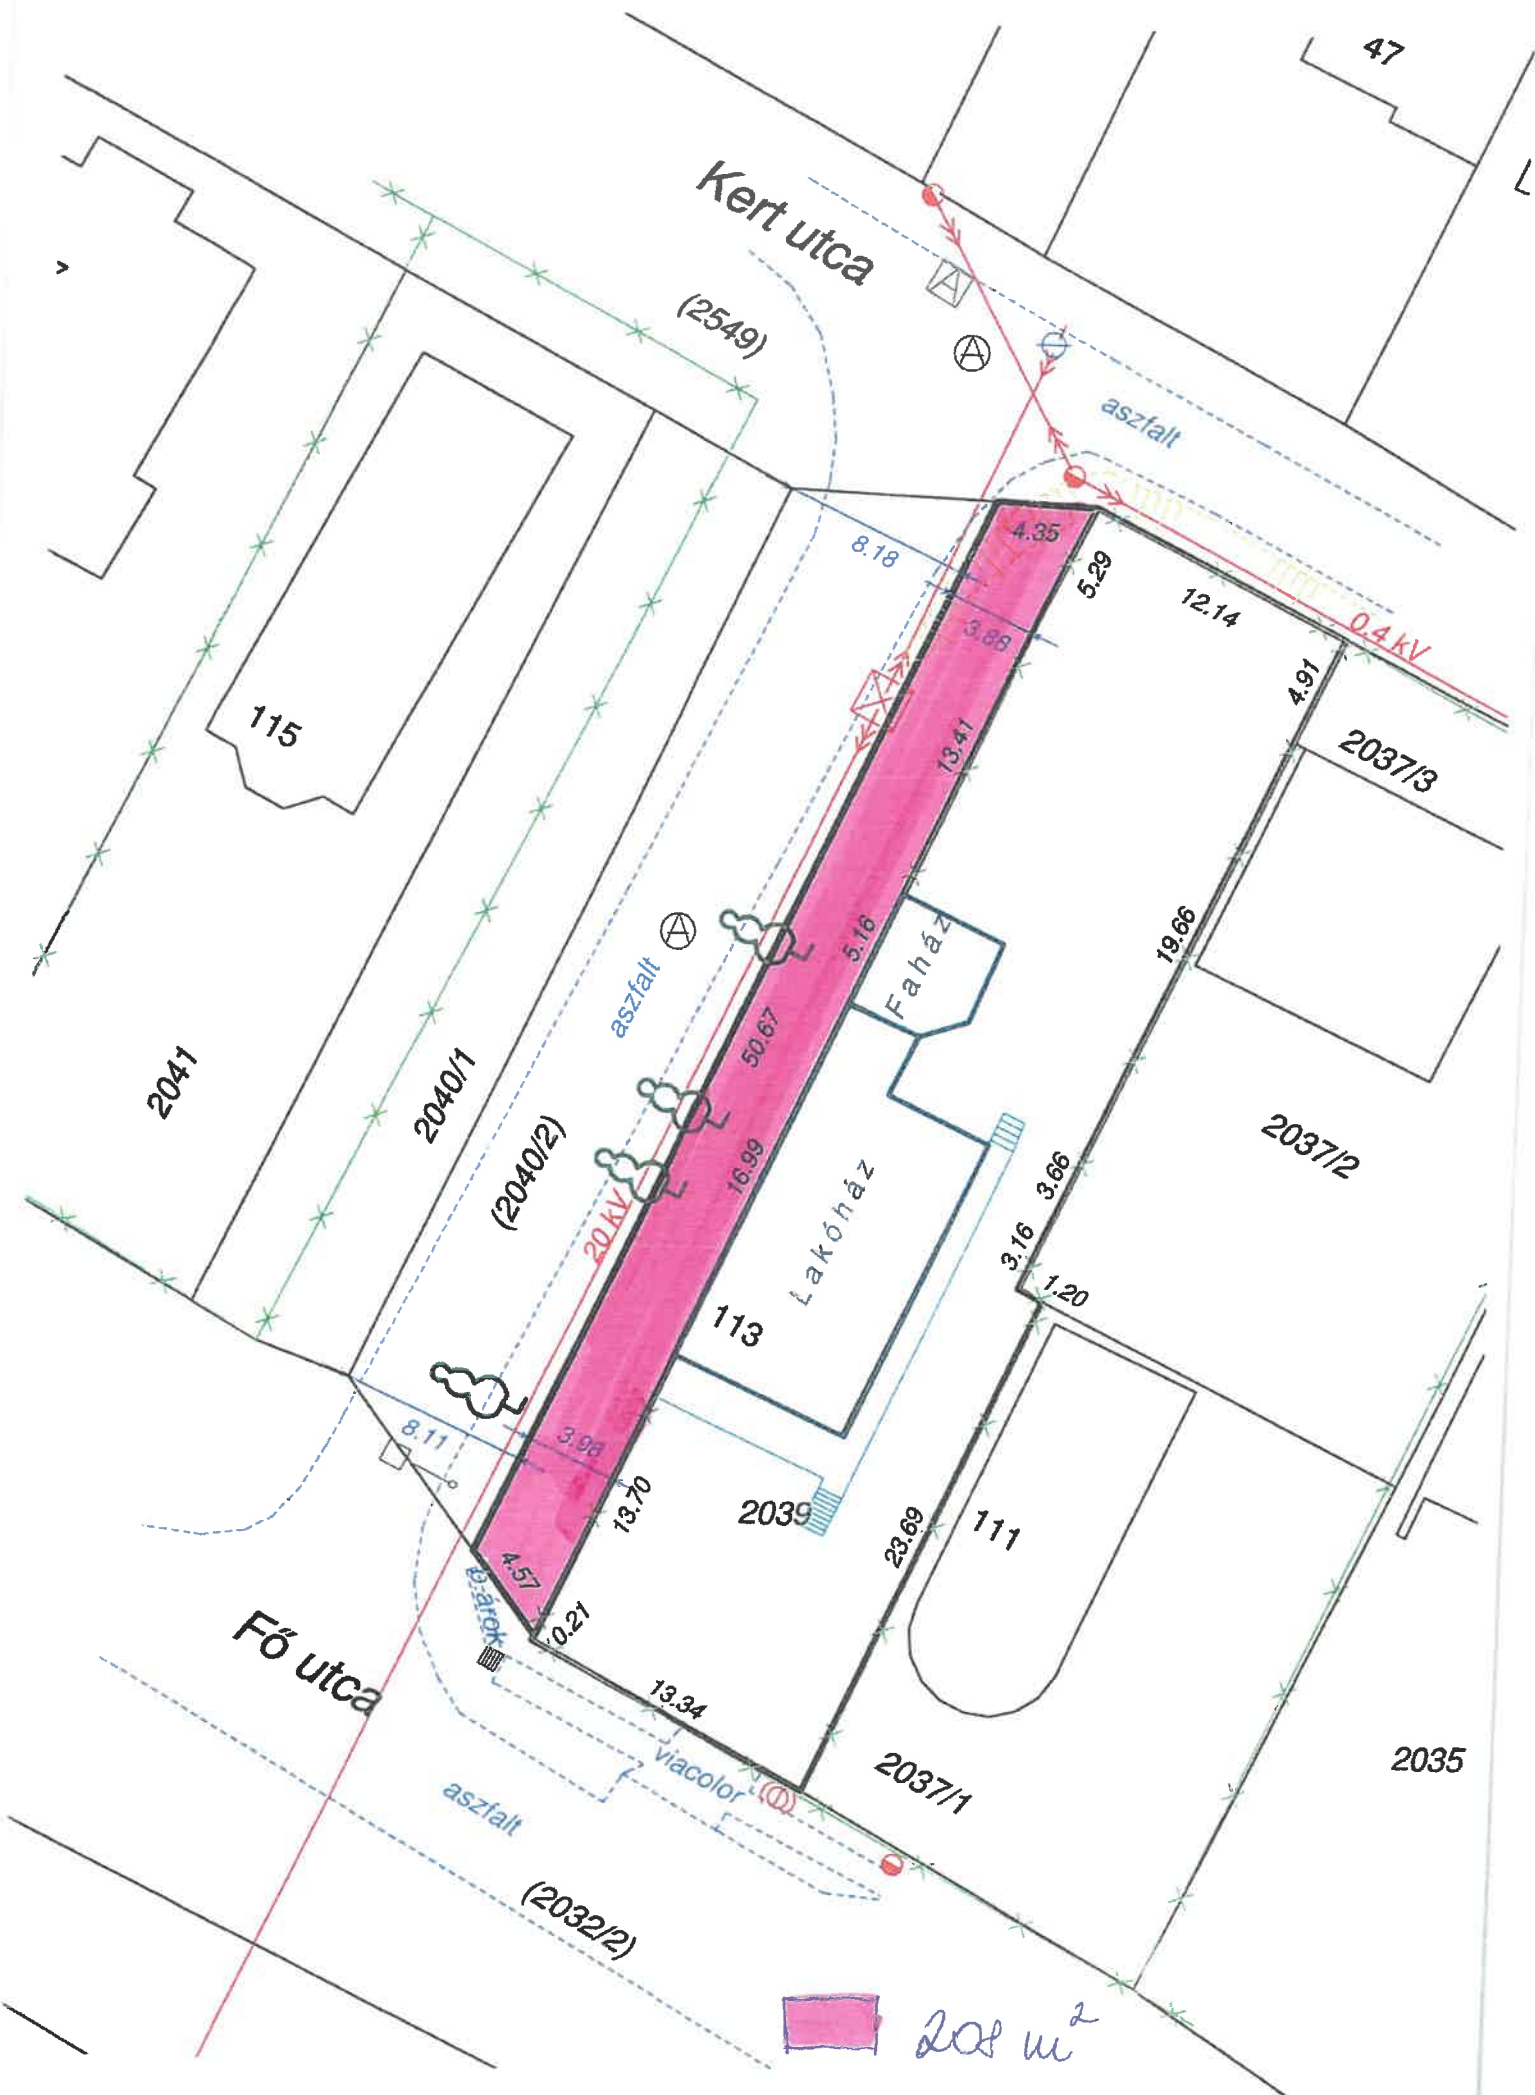 47
Kert utca
(2549)
A
A
aszfalt
4.35
8.18
5.29
12.14
3.88
0.4 kV
4.91
13.41
115
2037/3
5.16
Faház
19.66
A
aszfalt
50.67
2041
2040/1
(2040/2)
16.99
2037/2
3.66
20 kV
Lakóház
3.16
1.20
113
8.11
3.98
13.70
2039
23.69
111
4.57
0.21
Fő utca
13.34
viacolor
2037/1
2035
aszfalt
(2032/2)
208 m²